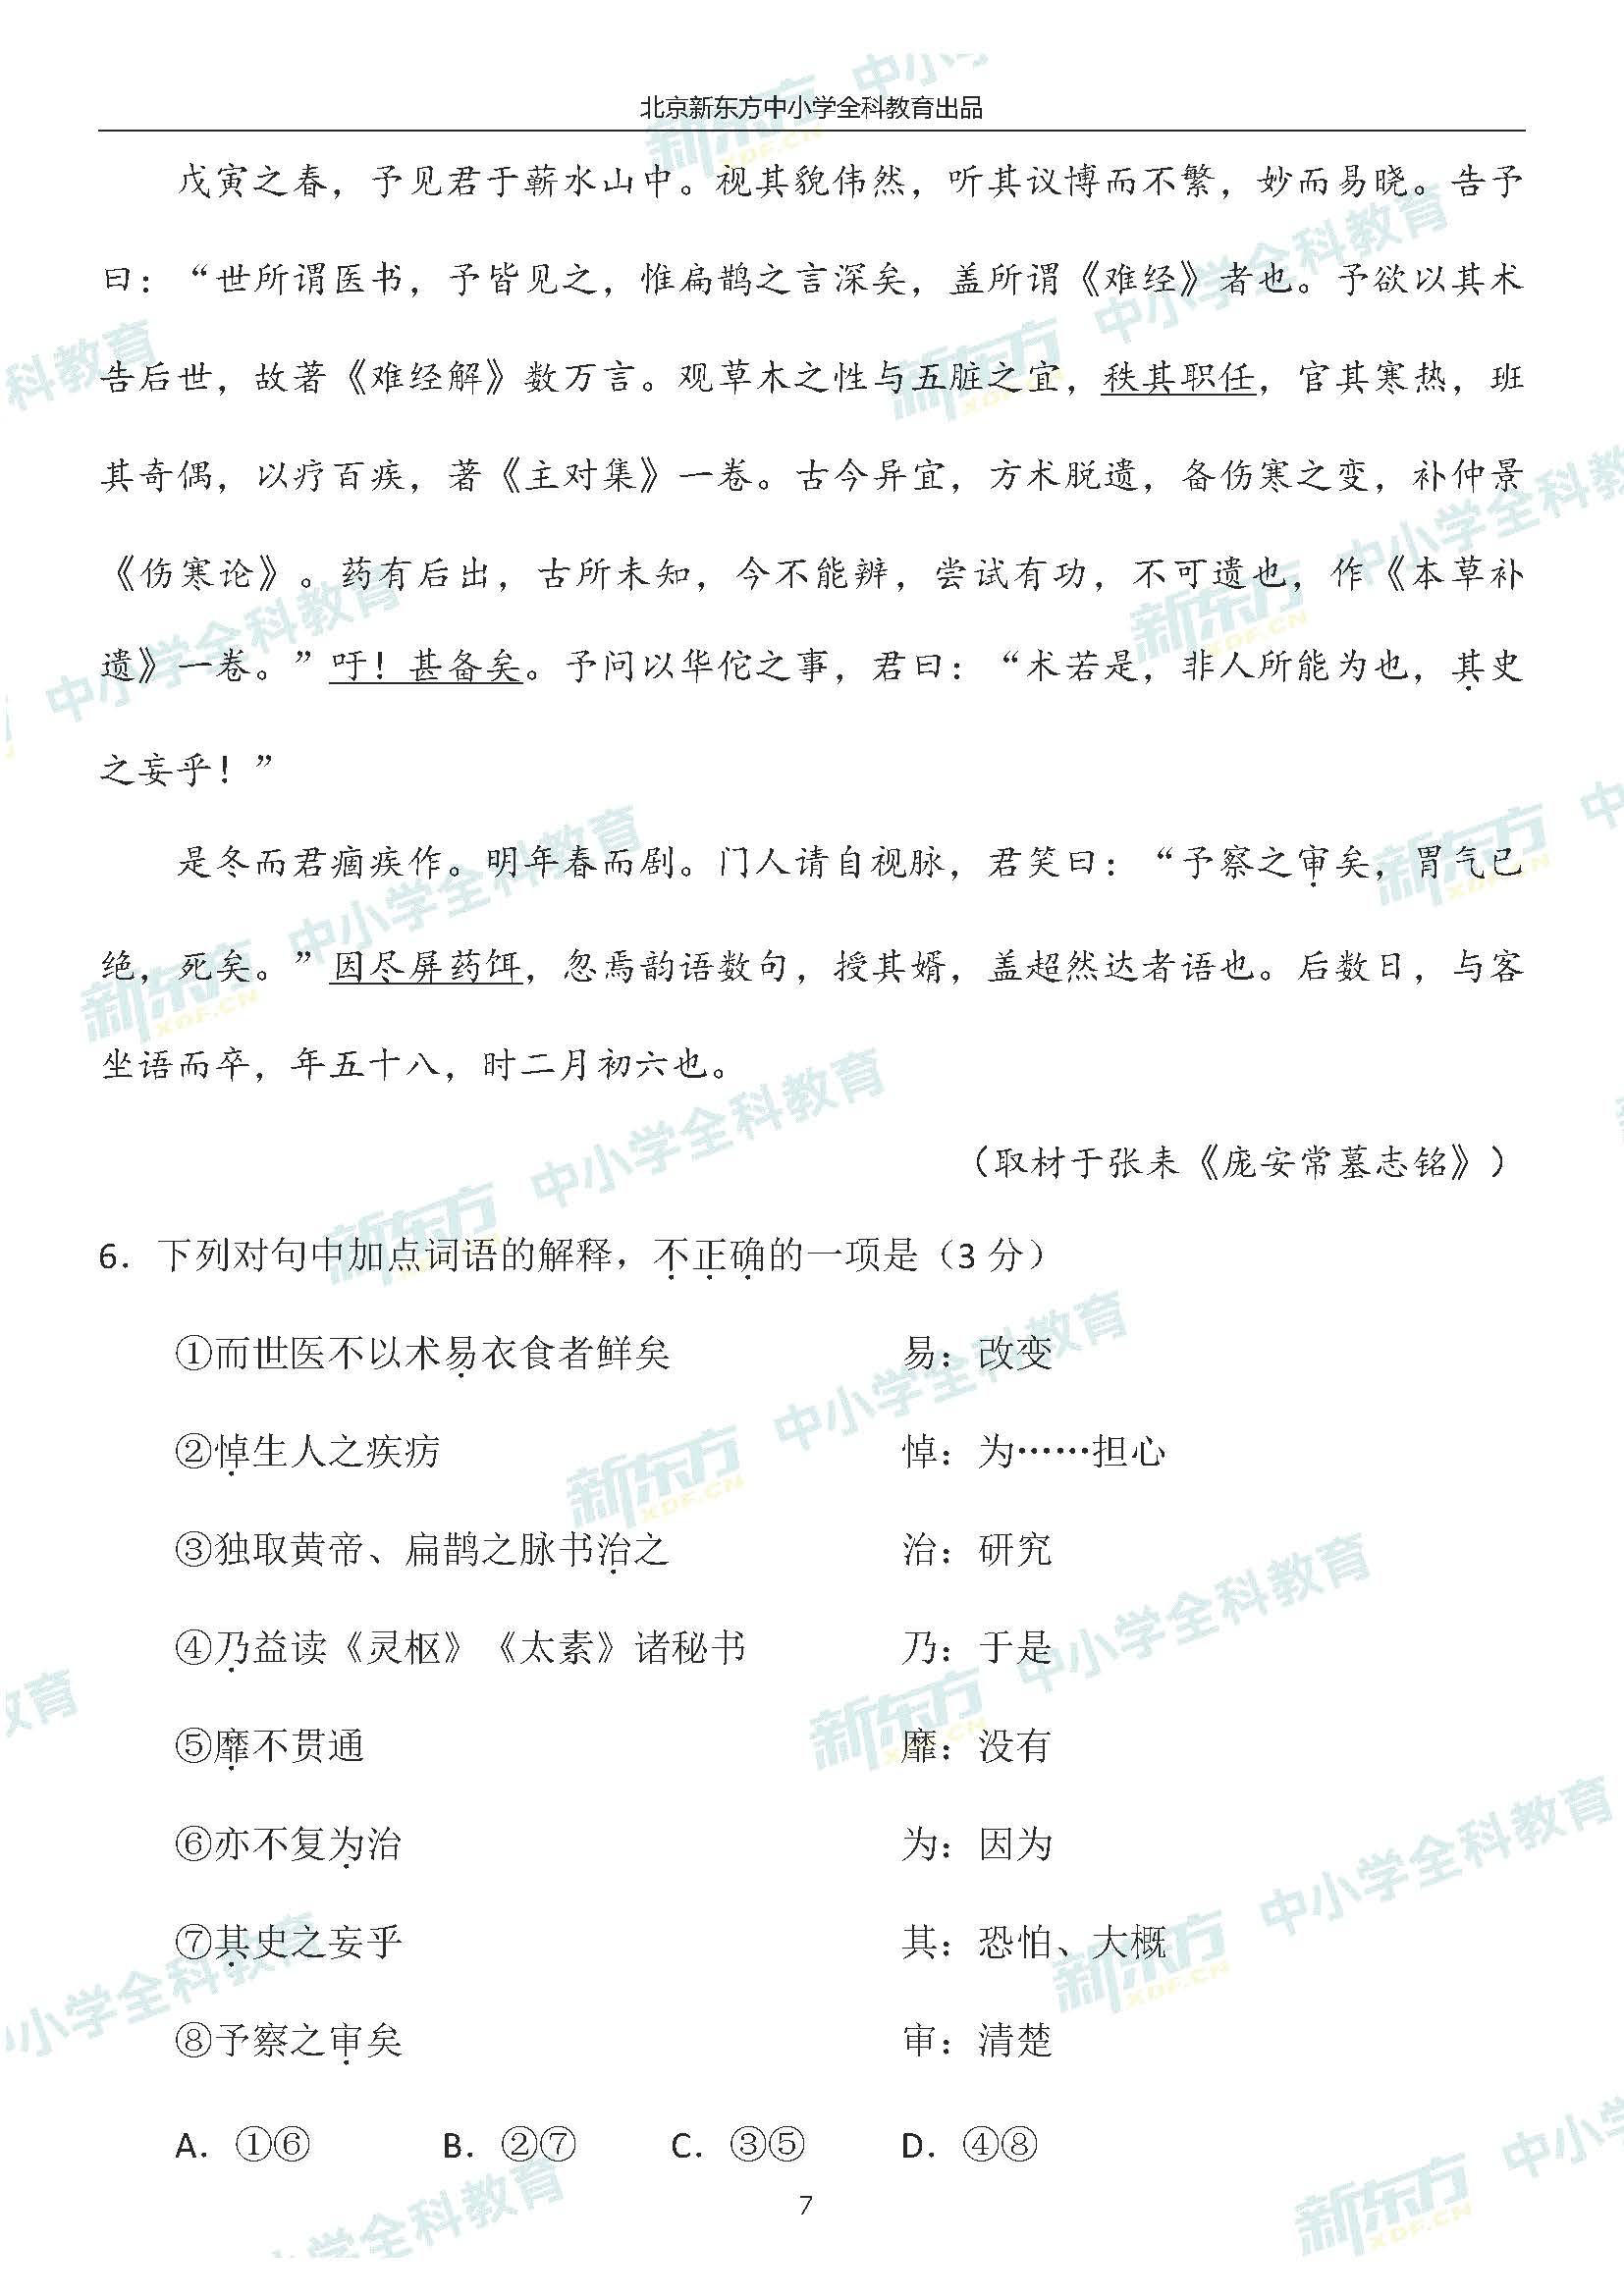 北京新东方中小学全科教育出品
戊寅之春，予见君于蕲水山中。视其貌伟然，听其议博而不繁，妙而易晓。告予
曰：“世所谓医书，予皆见之，惟扁鹊之言深矣，盖所谓《难经》者也。予欲以其术
告后世，故著《难经解》数万言。观草木之性与五脏之宜，秩其职任，官其寒热，班
其奇偶，以疗百疾，著《主对集》一卷。古今异宜，方术脱遗，备伤寒之变，补仲景
《伤寒论》。药有后出，古所未知，今不能辨，尝试有功，不可遗也，作《本草补
遗》一卷。”吁！甚备矣。予问以华佗之事，君曰：“术若是，非人所能为也，其史
之妄乎！”
是冬而君痼疾作。明年春而剧。门人请自视脉，君笑曰：“予察之审矣，胃气已
绝，死矣。”因尽屏药饵，忽焉韵语数句，授其婿，盖超然达者语也。后数日，与客
坐语而卒，年五十八，时二月初六也。
（取材于张耒《庞安常墓志铭》）
6．下列对句中加点词语的解释，不正确的一项是（3 分）
①而世医不以术易衣食者鲜矣 易：改变
②悼生人之疾疠 悼：为……担心
③独取黄帝、扁鹊之脉书治之 治：研究
④乃益读《灵枢》《太素》诸秘书 乃：于是
⑤靡不贯通 靡：没有
⑥亦不复为治 为：因为
⑦其史之妄乎 其：恐怕、大概
⑧予察之审矣 审：清楚
A．①⑥ B．②⑦ C．③⑤ D．④⑧
7